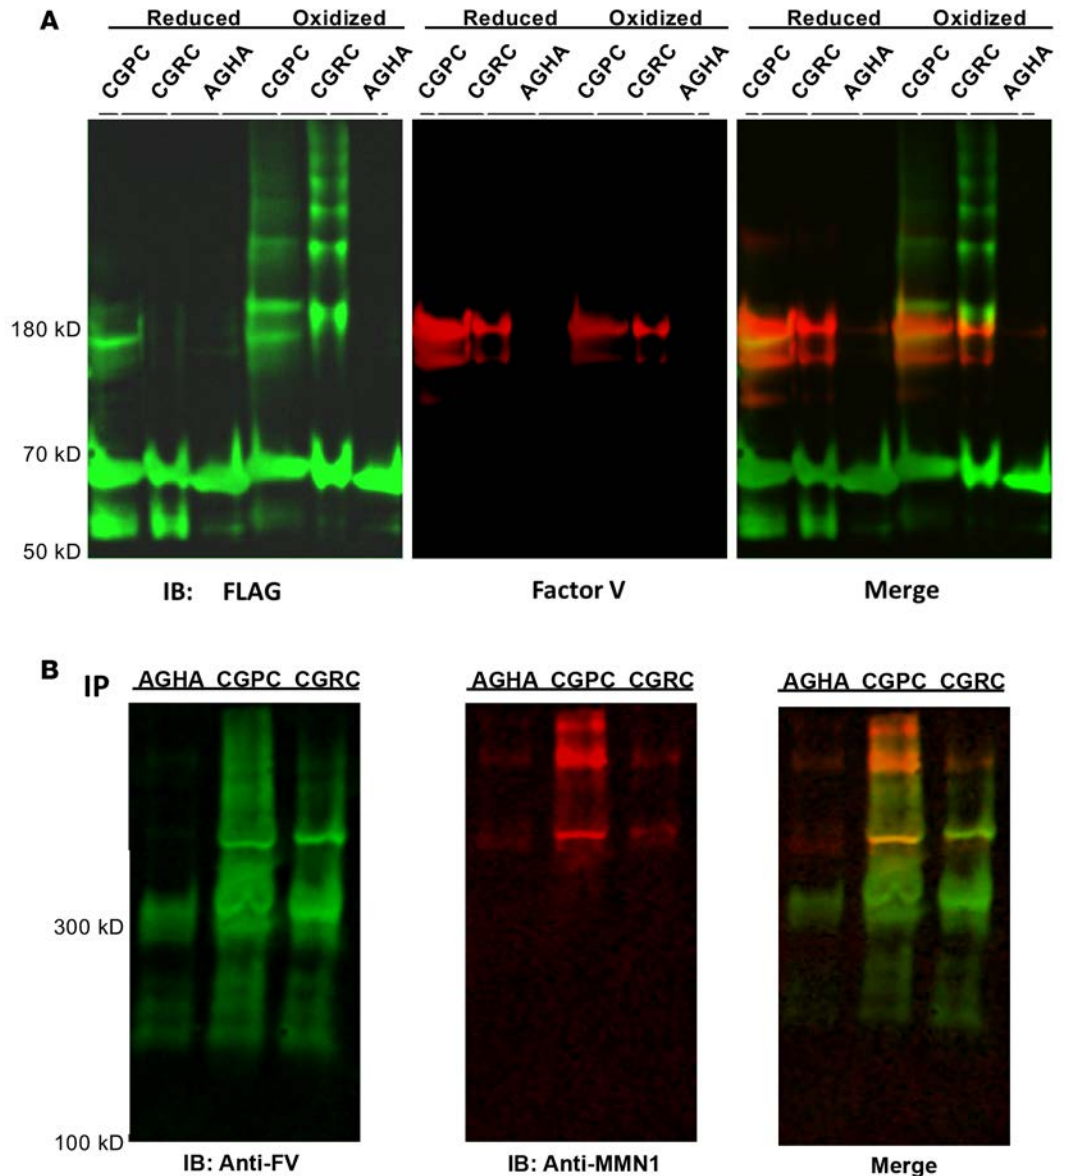 A
Reduced Oxidized Reduced Oxidized Reduced Oxidized
CGPC CGRC AGHA CGPC CGRC AGHA CGPC CGRC AGHA CGPC CGRC AGHA CGPC CGRC AGHA CGPC CGRC AGHA
180 kD
70 kD
50 kD
IB: FLAG Factor V Merge
B
IP AGHA CGPC CGRC AGHA CGPC CGRC AGHA CGPC CGRC
300 kD
100 kD
IB: Anti-FV IB: Anti-MMN1 Merge